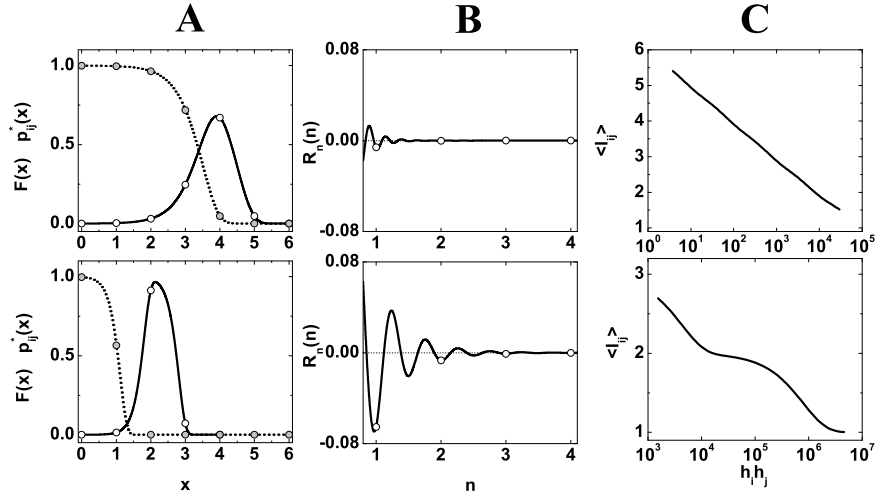 A B C
1.0
0.5
0.0
F(x) p*ij(x)
0 1 2 3 4 5 6
0.08
0.00
-0.08
Rn(n)
1 2 3 4
6
5
4
3
2
1
<lij>
10^0 10^1 10^2 10^3 10^4 10^5
1.0
0.5
0.0
F(x) p*ij(x)
0 1 2 3 4 5 6
x
0.08
0.00
-0.08
Rn(n)
1 2 3 4
n
3
2
1
<lij>
10^3 10^4 10^5 10^6 10^7
hihj